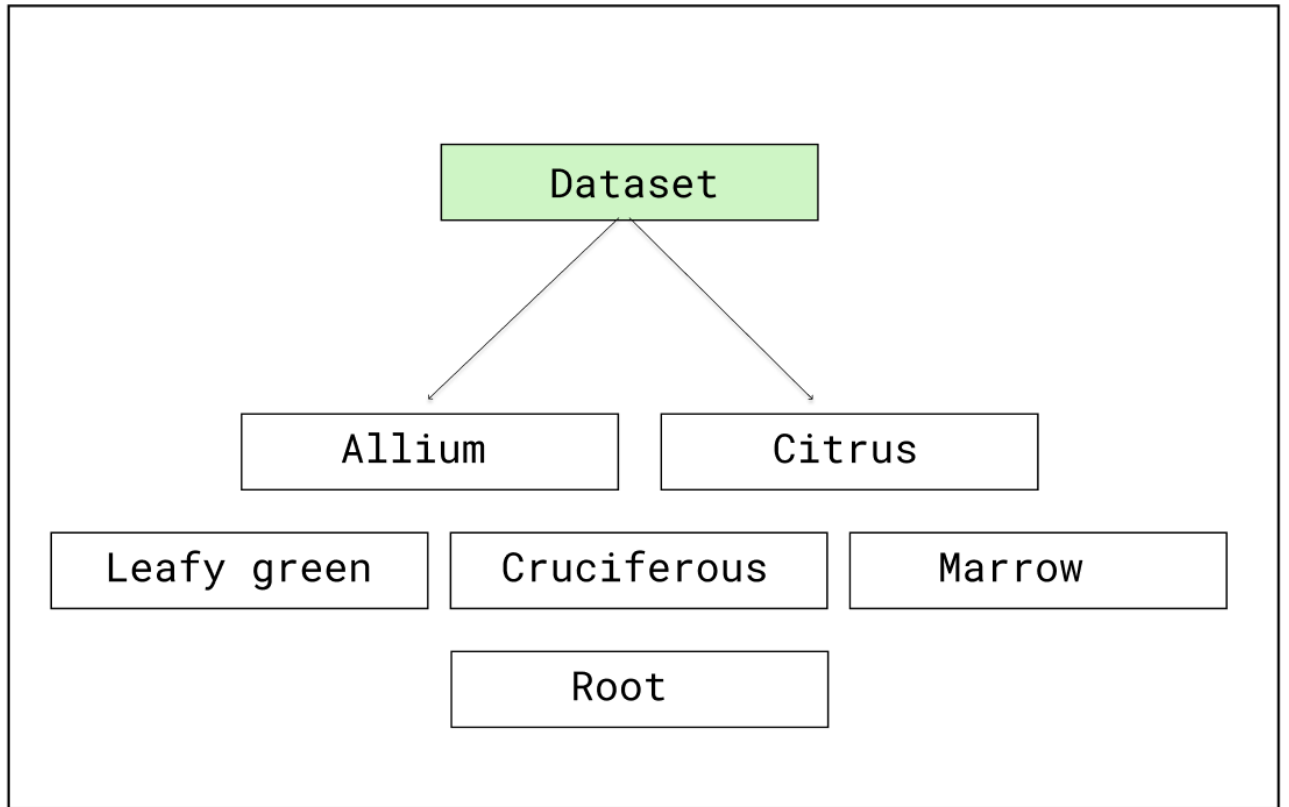 Dataset
Allium
Citrus
Leafy green
Cruciferous
Marrow
Root